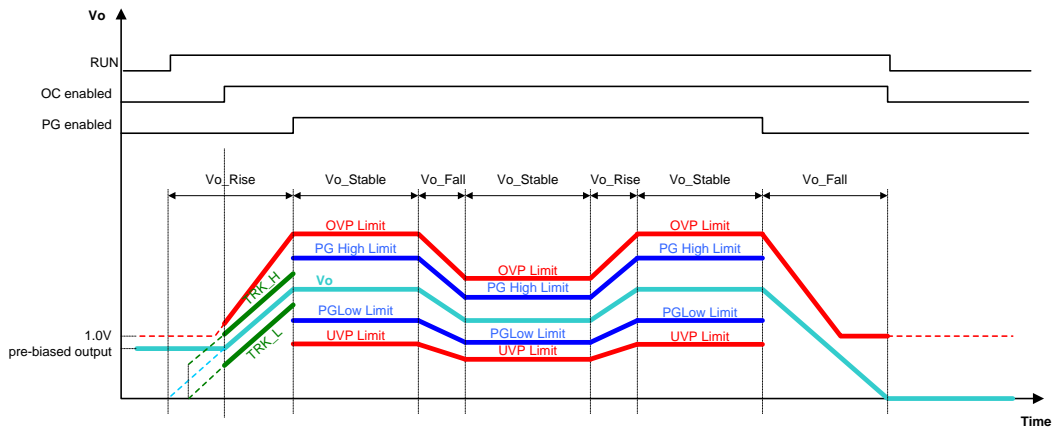 Vo
RUN
OC enabled
PG enabled
Vo_Rise
Vo_Stable
Vo_Fall
Vo_Stable
Vo_Rise
Vo_Stable
Vo_Fall
OVP Limit
OVP Limit
PG High Limit
PG High Limit
OVP Limit
TRK_H
Vo
PG High Limit
PGLow Limit
PGLow Limit
1.0V
TRK_L
UVP Limit
PGLow Limit
UVP Limit
pre-biased output
UVP Limit
Time